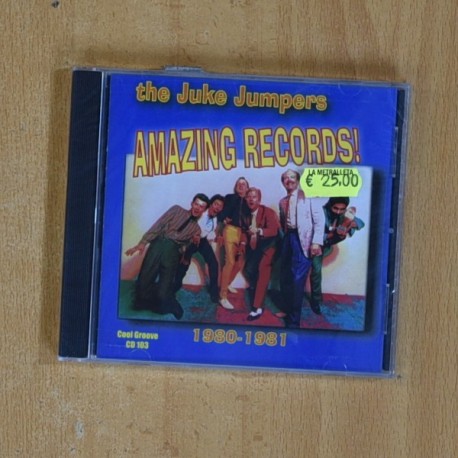 the Juke Jumpers
AMAZING RECORDS!
LA METRALLETA
€ 25,00
Cool Groove
CD 103
1980-1981